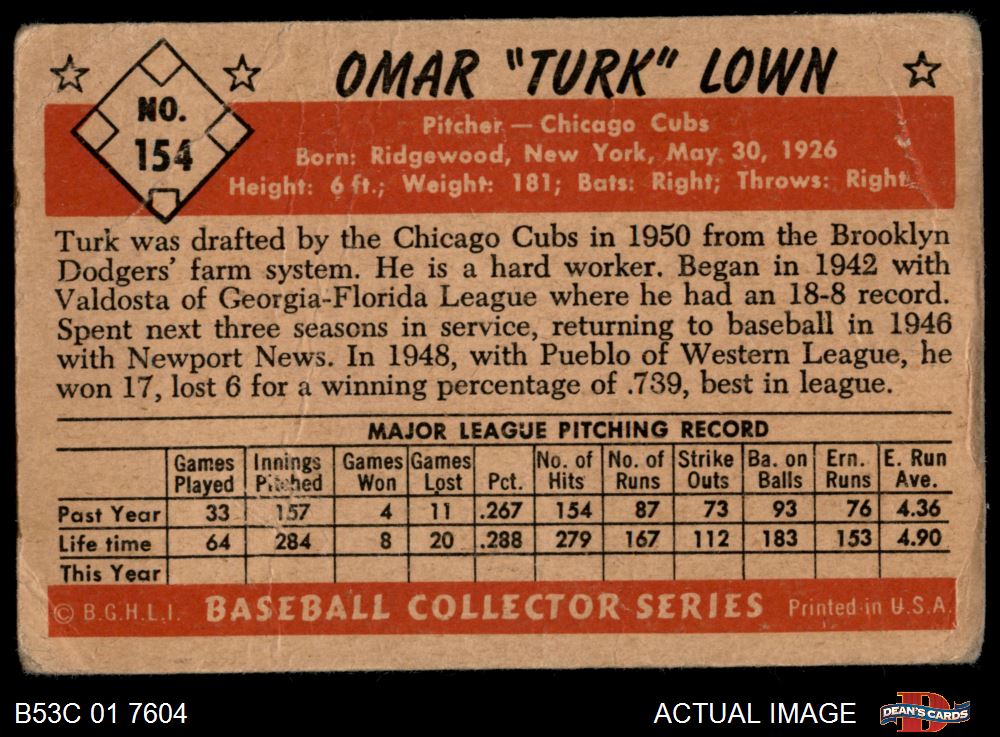 OMAR "TURK" LOWN
NO.
154
Pitcher — Chicago Cubs
Born: Ridgewood, New York, May 30, 1926
Height: 6 ft.; Weight: 181; Bats: Right; Throws: Right
Turk was drafted by the Chicago Cubs in 1950 from the Brooklyn
Dodgers' farm system. He is a hard worker. Began in 1942 with
Valdosta of Georgia-Florida League where he had an 18-8 record.
Spent next three seasons in service, returning to baseball in 1946
with Newport News. In 1948, with Pueblo of Western League, he
won 17, lost 6 for a winning percentage of .739, best in league.
MAJOR LEAGUE PITCHING RECORD
Games Played Innings Pitched Games Won Games Lost Pct. No. of Hits No. of Runs Strike Outs Ba. on Balls Ern. Runs E. Run Ave.
Past Year 33 157 4 11 .267 154 87 73 93 76 4.36
Life time 64 284 8 20 .288 279 167 112 183 153 4.90
This Year
© B.G.H.L.I. BASEBALL COLLECTOR SERIES Printed in U.S.A.
B53C 01 7604 ACTUAL IMAGE DEAN'S CARDS